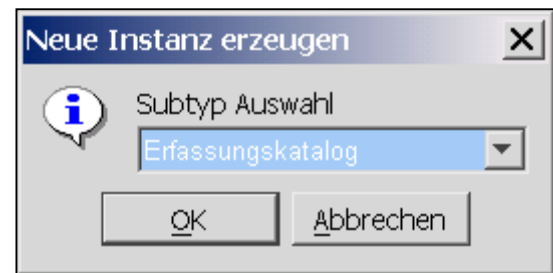 Neue Instanz erzeugen
Subtyp Auswahl
Erfassungskatalog
OK Abbrechen